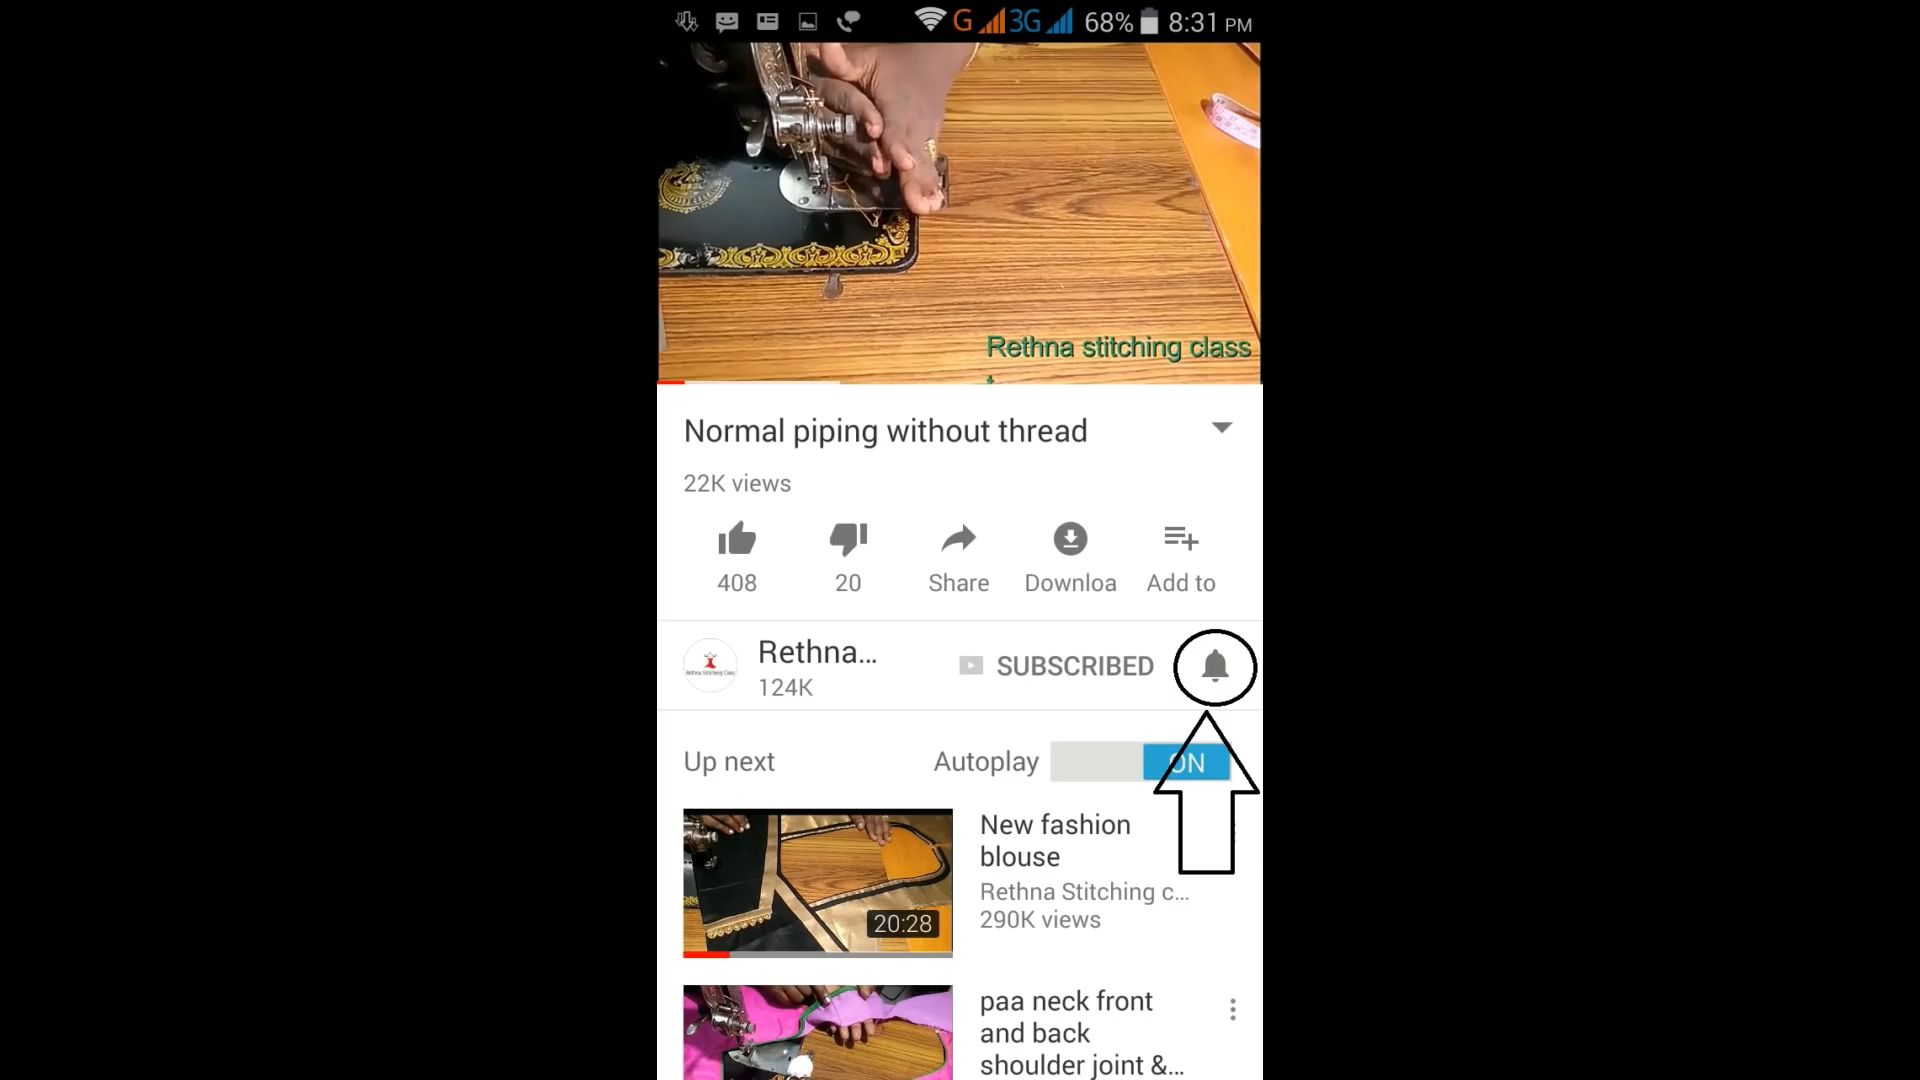 G 3G 68% 8:31 PM
Rethna stitching class
Normal piping without thread
22K views
408 20 Share Downloa Add to
Rethna...
124K
SUBSCRIBED
Up next Autoplay ON
New fashion
blouse
Rethna Stitching c...
290K views
20:28
paa neck front
and back
shoulder joint &...